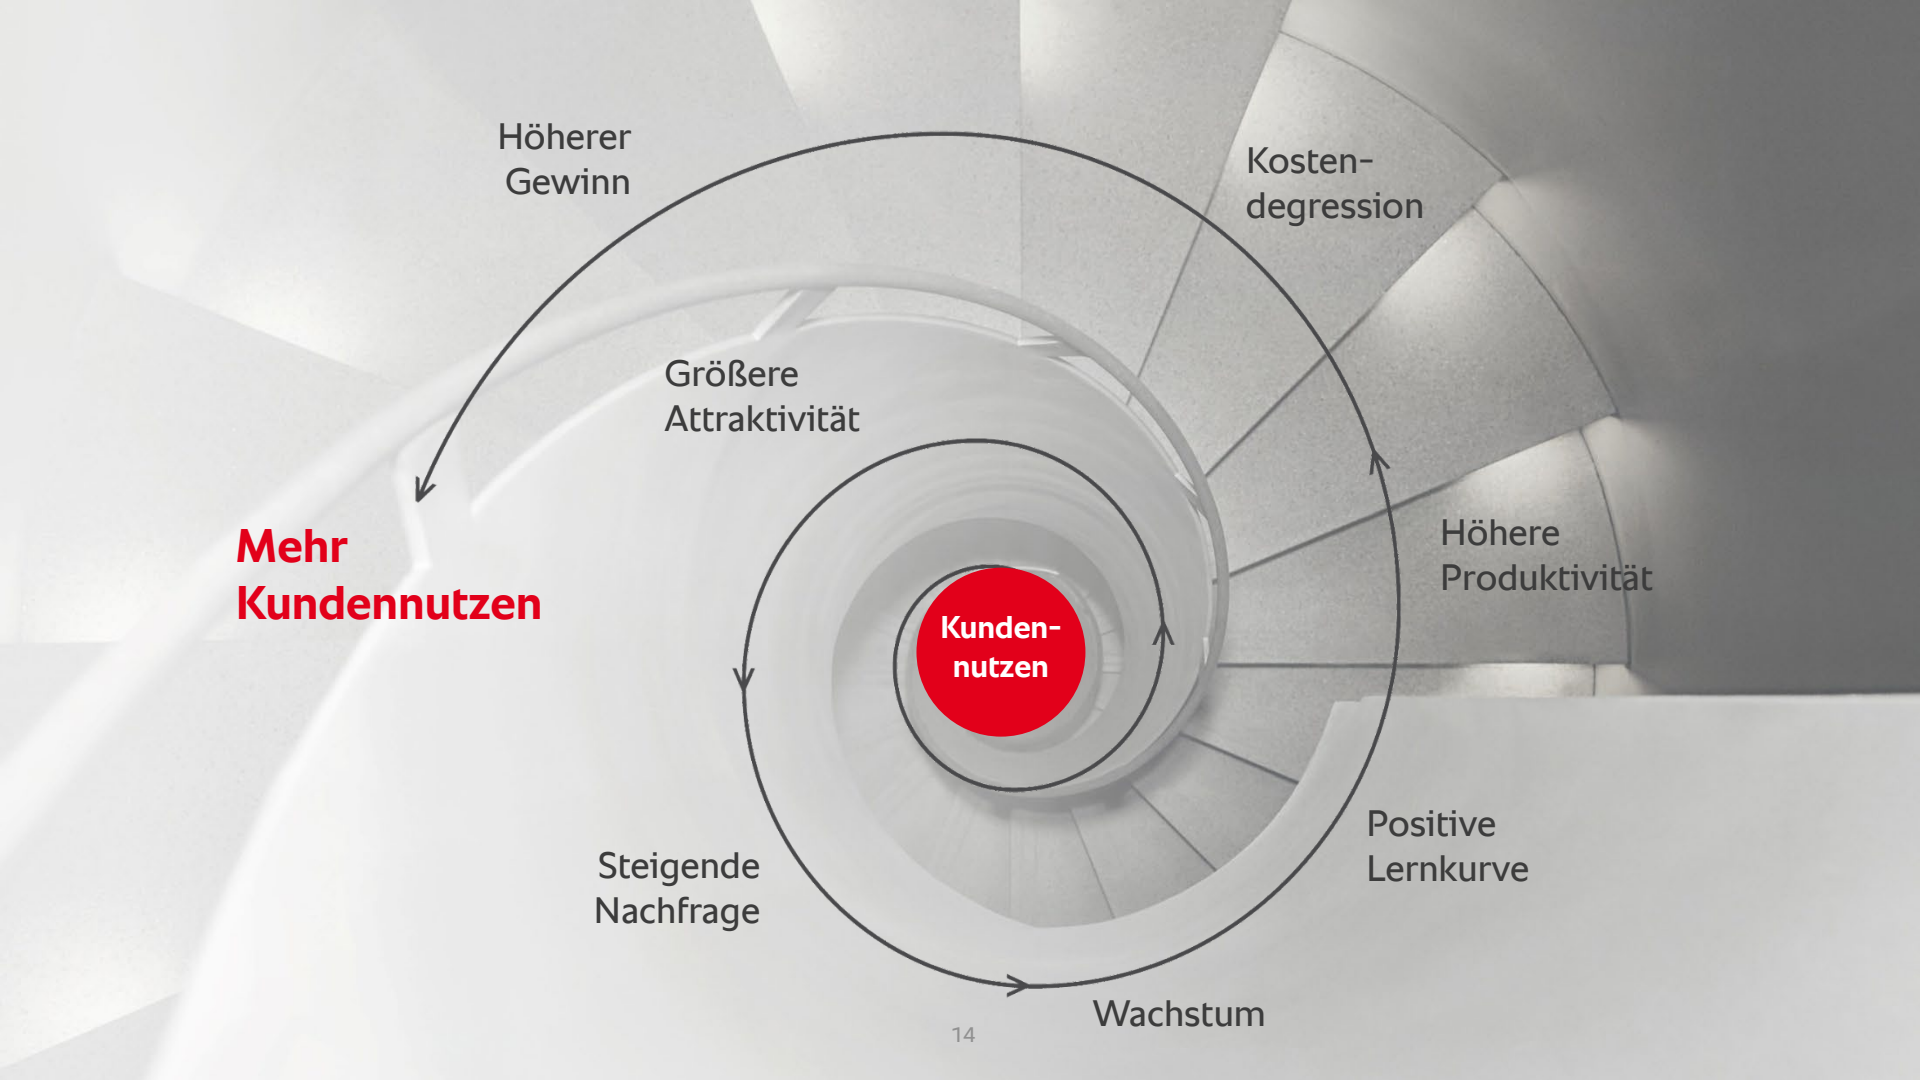 Höherer
Gewinn
Kosten-
degression
Größere
Attraktivität
Mehr
Kundennutzen
Höhere
Produktivität
Kunden-
nutzen
Positive
Lernkurve
Steigende
Nachfrage
Wachstum
14